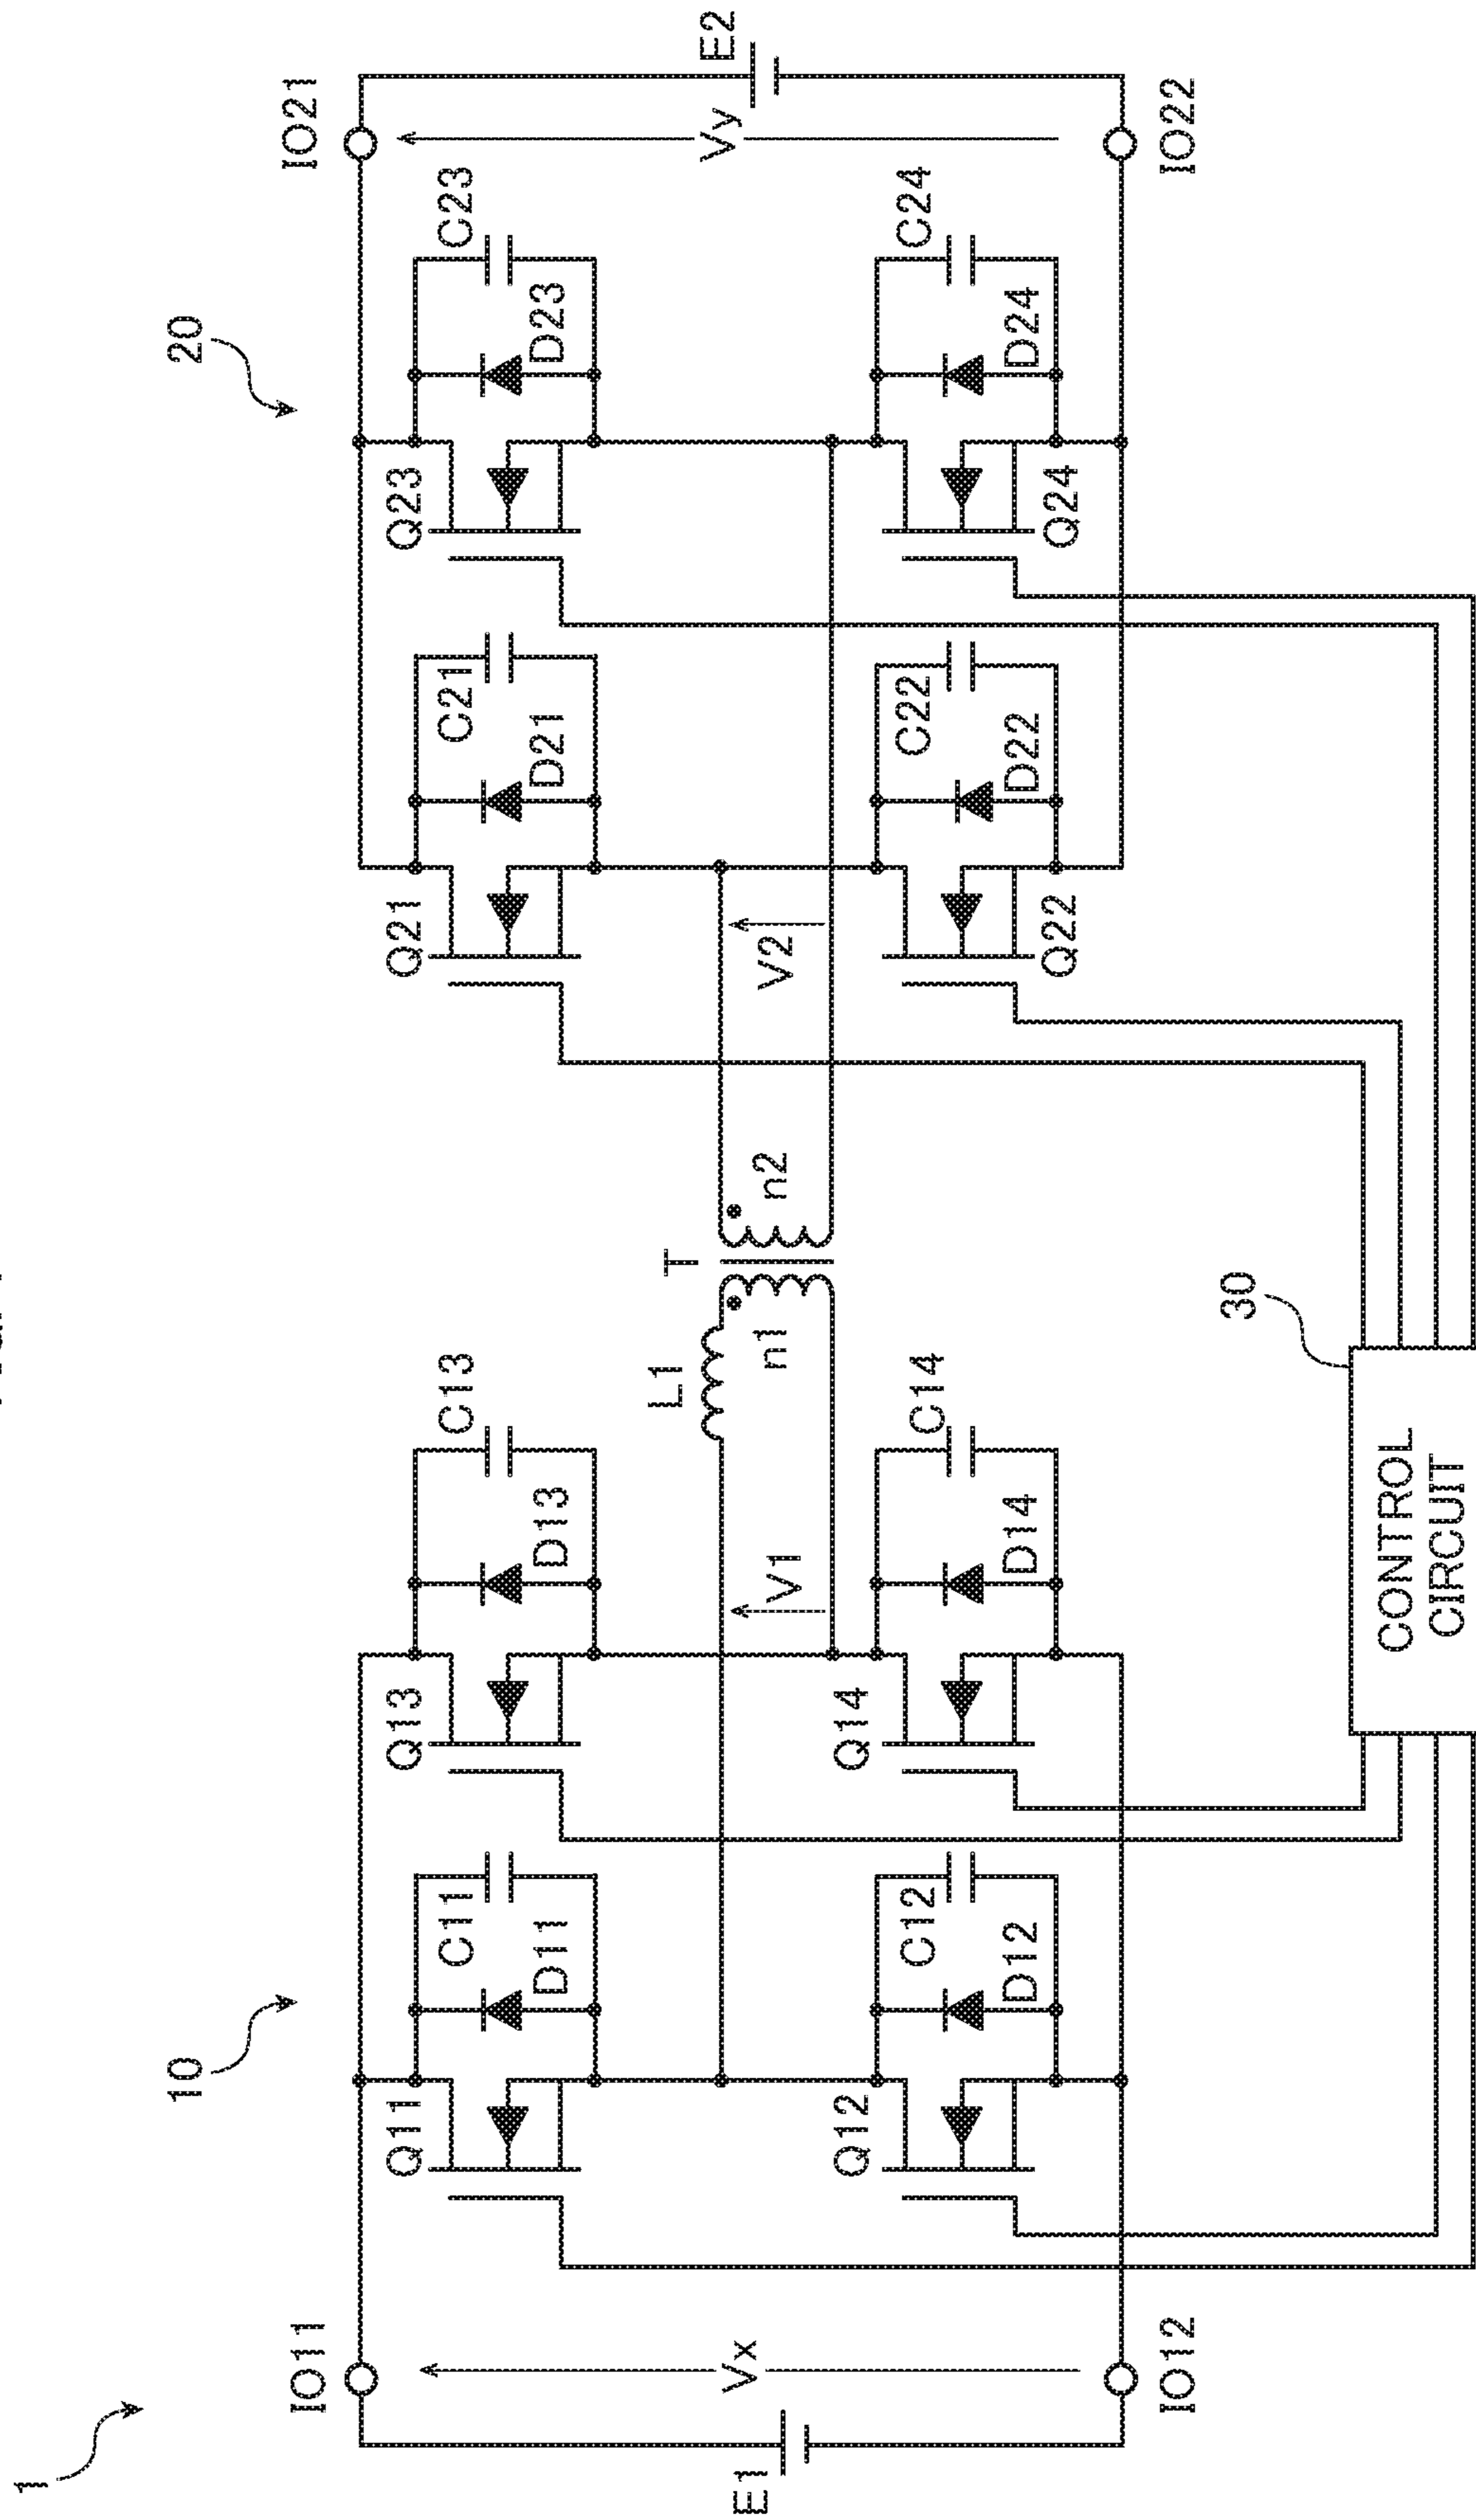 1
10
20
IO11
Q11
C11
D11
Q13
C13
D13
L1
T
n1
n2
Q21
C21
D21
Q23
C23
D23
IO21
E1
Vx
V1
V2
Vy
E2
IO12
Q12
C12
D12
Q14
C14
D14
Q22
C22
D22
Q24
C24
D24
IO22
30
CONTROL
CIRCUIT